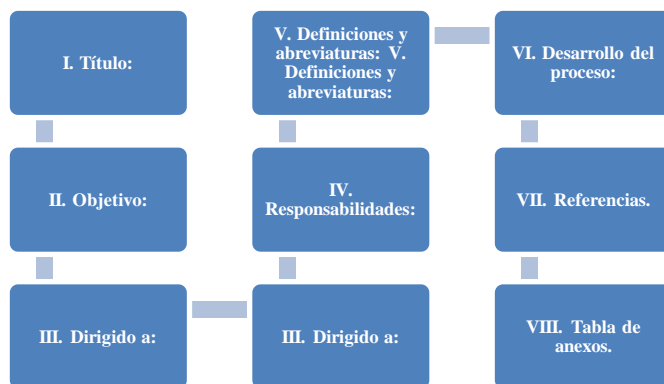 I. Título:
II. Objetivo:
III. Dirigido a:
III. Dirigido a:
IV.
Responsabilidades:
V. Definiciones y
abreviaturas: V.
Definiciones y
abreviaturas:
VI. Desarrollo del
proceso:
VII. Referencias.
VIII. Tabla de
anexos.